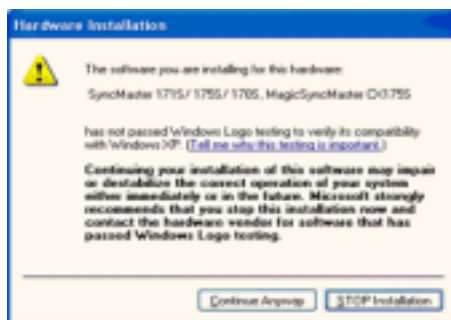 Hardware Installation
The software you are installing for this hardware:
SyncMaster 171S/ 175S/ 170S, MagicSyncMaster CX175S
has not passed Windows Logo testing to verify its compatibility
with Windows XP. (Tell me why this testing is important.)
Continuing your installation of this software may impair
or destabilize the correct operation of your system
either immediately or in the future. Microsoft strongly
recommends that you stop this installation now and
contact the hardware vendor for software that has
passed Windows Logo testing.
Continue Anyway
STOP Installation